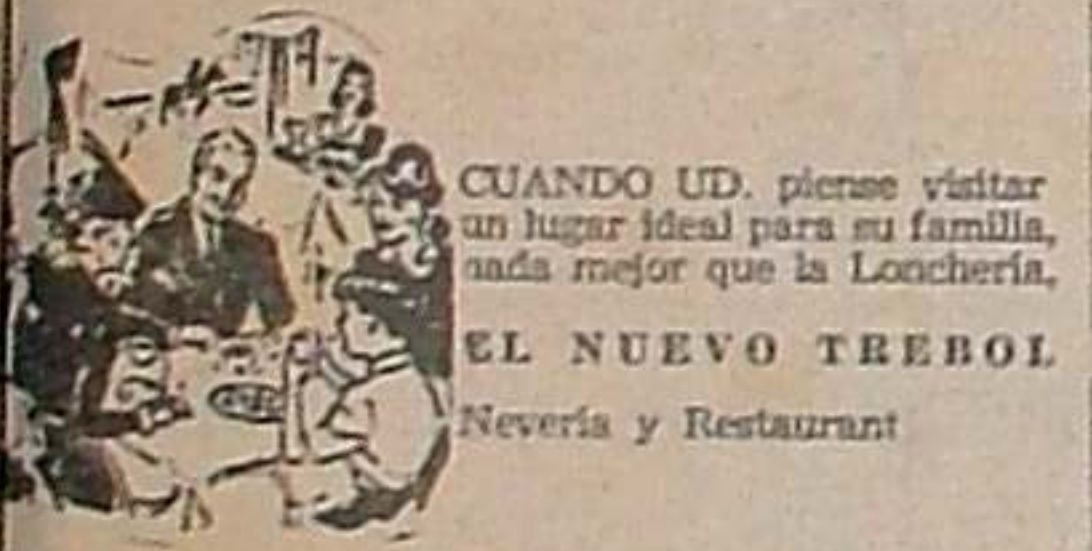 CUANDO UD. piense visitar
un lugar ideal para su familia,
nada mejor que la Lonchería,
EL NUEVO TREBOL
Nevería y Restaurant